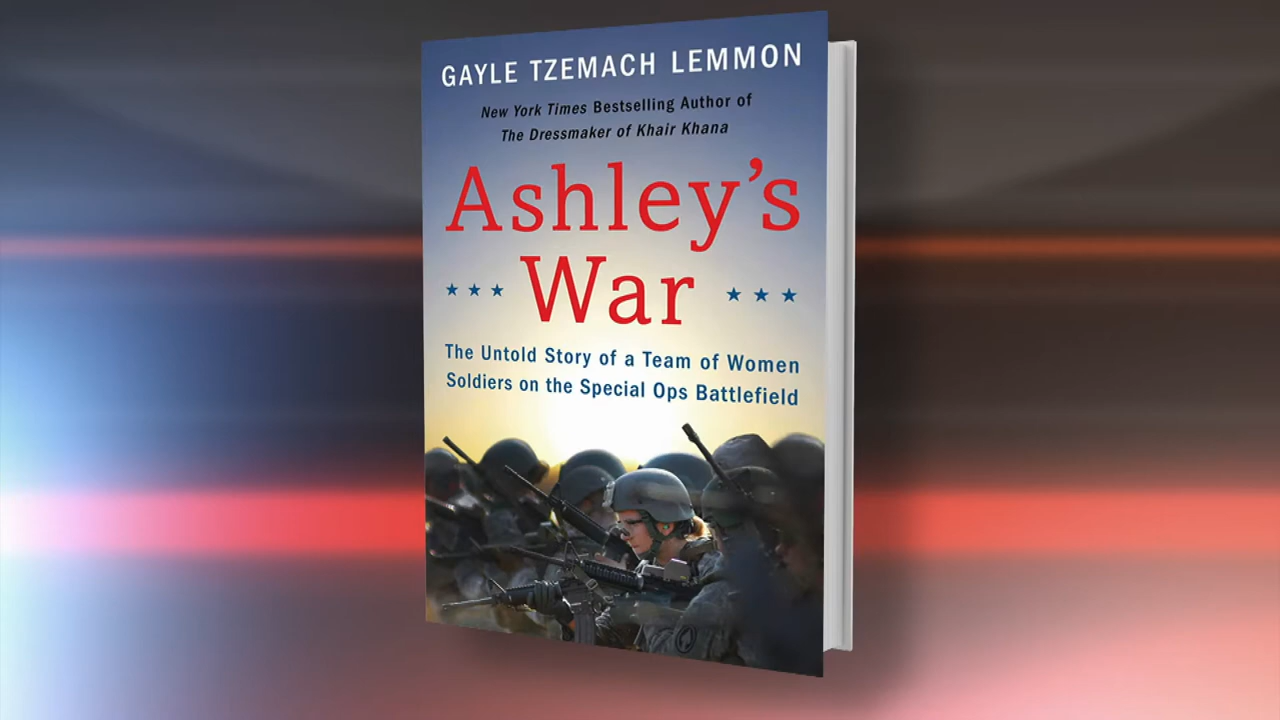 GAYLE TZEMACH LEMMON
New York Times Bestselling Author of
The Dressmaker of Khair Khana
Ashley's
War
The Untold Story of a Team of Women
Soldiers on the Special Ops Battlefield